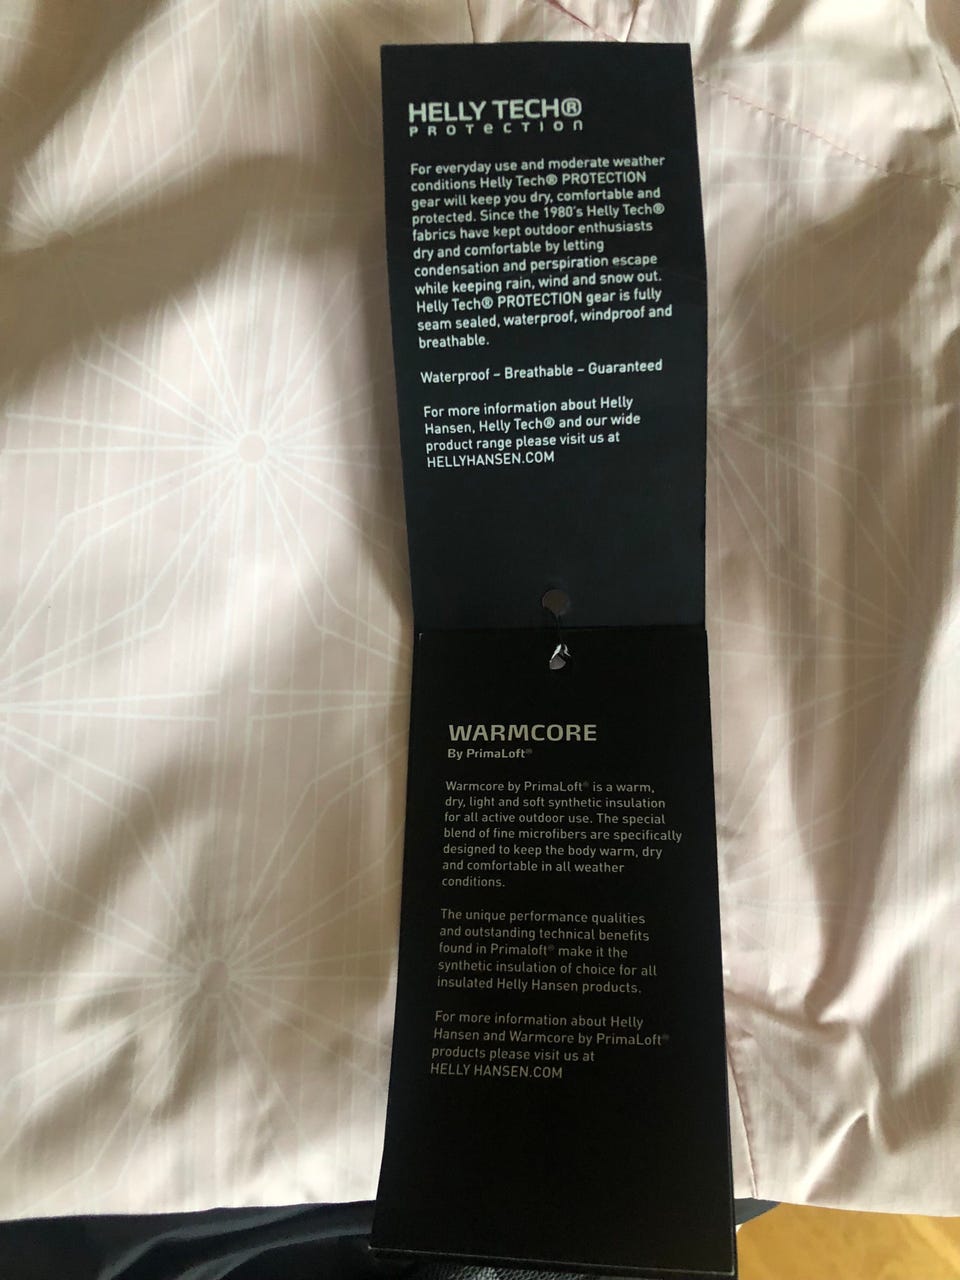 HELLY TECH®
PROTECTION
For everyday use and moderate weather
conditions Helly Tech® PROTECTION
gear will keep you dry, comfortable and
protected. Since the 1980's Helly Tech®
fabrics have kept outdoor enthusiasts
dry and comfortable by letting
condensation and perspiration escape
while keeping rain, wind and snow out.
Helly Tech® PROTECTION gear is fully
seam sealed, waterproof, windproof and
breathable.
Waterproof – Breathable – Guaranteed
For more information about Helly
Hansen, Helly Tech® and our wide
product range please visit us at
HELLYHANSEN.COM
WARMCORE
By PrimaLoft®
Warmcore by PrimaLoft® is a warm,
dry, light and soft synthetic insulation
for all active outdoor use. The special
blend of fine microfibers are specifically
designed to keep the body warm, dry
and comfortable in all weather
conditions.
The unique performance qualities
and outstanding technical benefits
found in Primaloft® make it the
synthetic insulation of choice for all
insulated Helly Hansen products.
For more information about Helly
Hansen and Warmcore by PrimaLoft®
products please visit us at
HELLY HANSEN.COM